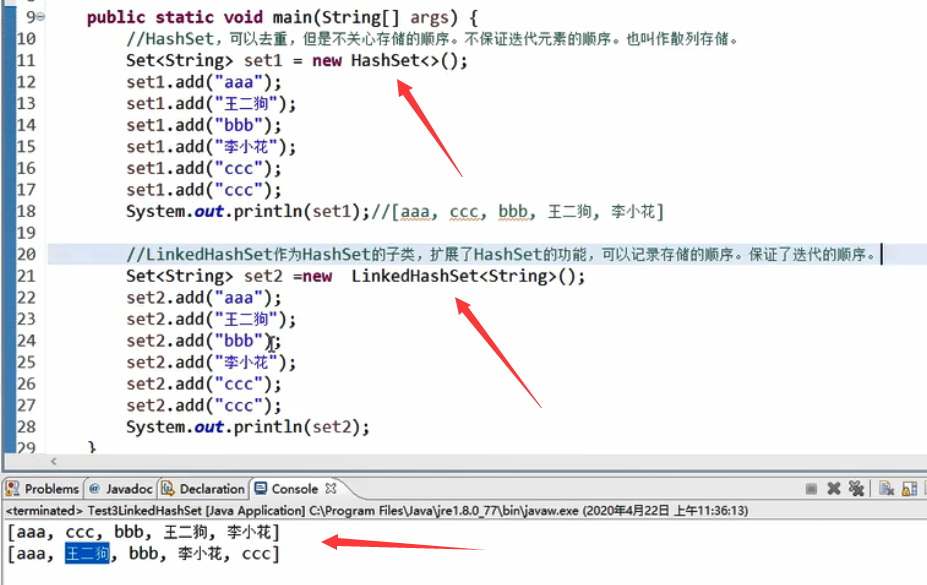 9 public static void main(String[] args) {
10 //HashSet，可以去重，但是不关心存储的顺序。不保证迭代元素的顺序。也叫作散列存储。
11 Set<String> set1 = new HashSet<>();
12 set1.add("aaa");
13 set1.add("王二狗");
14 set1.add("bbb");
15 set1.add("李小花");
16 set1.add("ccc");
17 set1.add("ccc");
18 System.out.println(set1);//[aaa, ccc, bbb, 王二狗, 李小花]
19
20 //LinkedHashSet作为HashSet的子类，扩展了HashSet的功能，可以记录存储的顺序。保证了迭代的顺序。
21 Set<String> set2 =new  LinkedHashSet<String>();
22 set2.add("aaa");
23 set2.add("王二狗");
24 set2.add("bbb");
25 set2.add("李小花");
26 set2.add("ccc");
27 set2.add("ccc");
28 System.out.println(set2);
29 }
Problems @ Javadoc Declaration Console
<terminated> Test3LinkedHashSet [Java Application] C:\Program Files\Java\jre1.8.0_77\bin\javaw.exe (2020年4月22日 上午11:36:13)
[aaa, ccc, bbb, 王二狗, 李小花]
[aaa, 王二狗, bbb, 李小花, ccc]